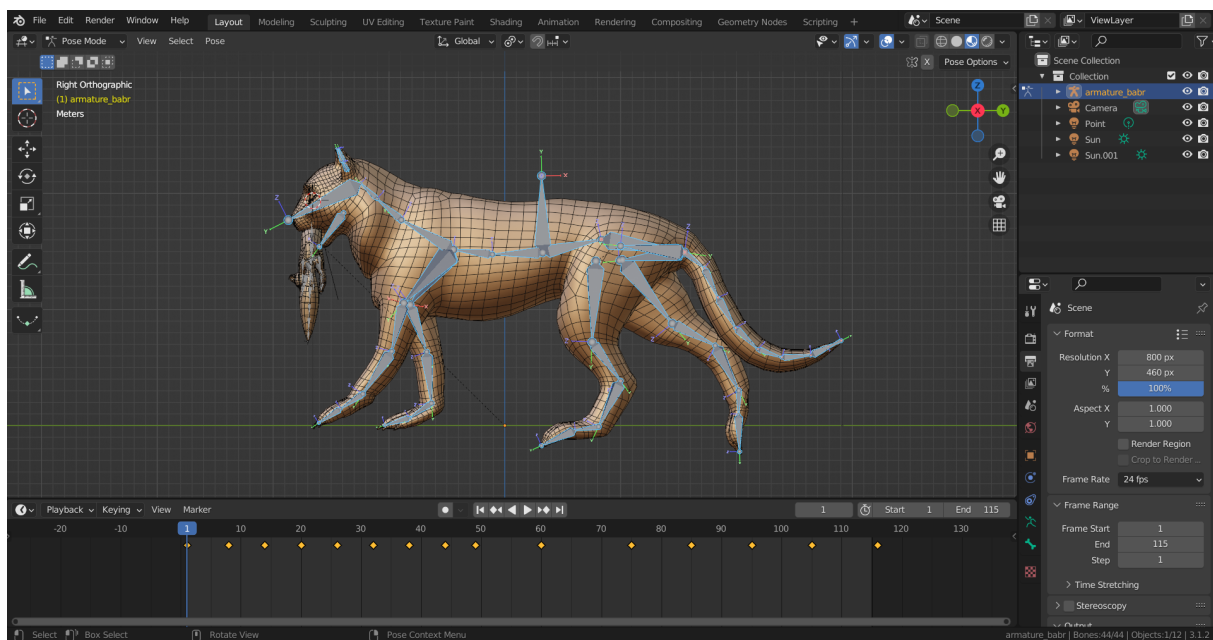 File Edit Render Window Help Layout Modeling Sculpting UV Editing Texture Paint Shading Animation Rendering Compositing Geometry Nodes Scripting + Scene ViewLayer
Pose Mode View Select Pose Global
X Pose Options
Right Orthographic
(1) armature_babr
Meters
Z
Y
X
Scene Collection
Collection
armature_babr
Camera
Point
Sun
Sun.001
Scene
Format
Resolution X 800 px
Y 460 px
% 100%
Aspect X 1.000
Y 1.000
Render Region
Crop to Render ...
Frame Rate 24 fps
Frame Range
Frame Start 1
End 115
Step 1
Time Stretching
Stereoscopy
Output
Playback Keying View Marker 1 Start 1 End 115
-20 -10 1 10 20 30 40 50 60 70 80 90 100 110 120 130
Select Box Select Rotate View Pose Context Menu armature_babr | Bones:44/44 | Objects:1/12 | 3.1.2